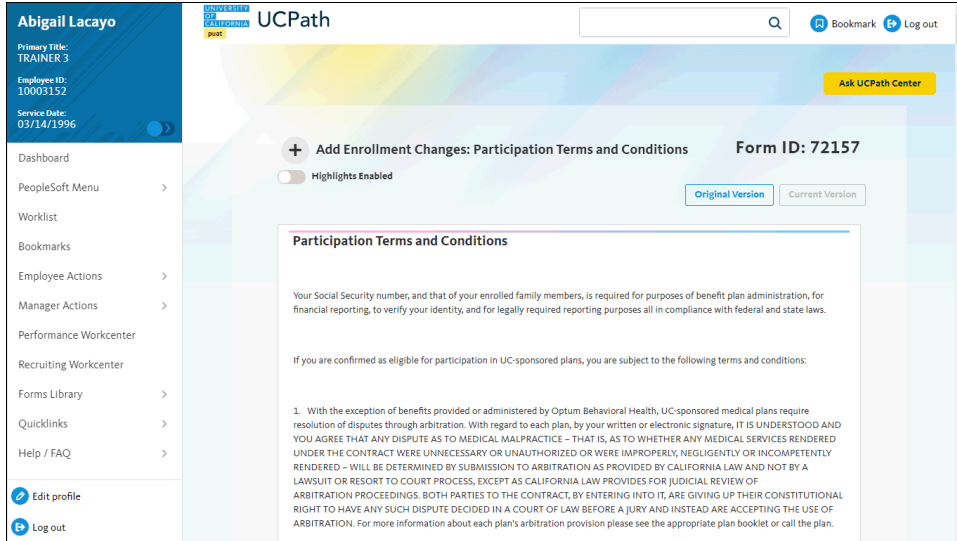 Abigail Lacayo
Primary Title:
TRAINER 3
Employee ID:
10003152
Service Date:
03/14/1996
Dashboard
PeopleSoft Menu
Worklist
Bookmarks
Employee Actions
Manager Actions
Performance Workcenter
Recruiting Workcenter
Forms Library
Quicklinks
Help / FAQ
Edit profile
Log out
UNIVERSITY
OF
CALIFORNIA
puat
UCPath
Bookmark
Log out
Ask UCPath Center
Add Enrollment Changes: Participation Terms and Conditions
Form ID: 72157
Highlights Enabled
Original Version
Current Version
Participation Terms and Conditions
Your Social Security number, and that of your enrolled family members, is required for purposes of benefit plan administration, for
financial reporting, to verify your identity, and for legally required reporting purposes all in compliance with federal and state laws.
If you are confirmed as eligible for participation in UC-sponsored plans, you are subject to the following terms and conditions:
1. With the exception of benefits provided or administered by Optum Behavioral Health, UC-sponsored medical plans require
resolution of disputes through arbitration. With regard to each plan, by your written or electronic signature, IT IS UNDERSTOOD AND
YOU AGREE THAT ANY DISPUTE AS TO MEDICAL MALPRACTICE – THAT IS, AS TO WHETHER ANY MEDICAL SERVICES RENDERED
UNDER THE CONTRACT WERE UNNECESSARY OR UNAUTHORIZED OR WERE IMPROPERLY, NEGLIGENTLY OR INCOMPETENTLY
RENDERED – WILL BE DETERMINED BY SUBMISSION TO ARBITRATION AS PROVIDED BY CALIFORNIA LAW AND NOT BY A
LAWSUIT OR RESORT TO COURT PROCESS, EXCEPT AS CALIFORNIA LAW PROVIDES FOR JUDICIAL REVIEW OF
ARBITRATION PROCEEDINGS. BOTH PARTIES TO THE CONTRACT, BY ENTERING INTO IT, ARE GIVING UP THEIR CONSTITUTIONAL
RIGHT TO HAVE ANY SUCH DISPUTE DECIDED IN A COURT OF LAW BEFORE A JURY AND INSTEAD ARE ACCEPTING THE USE OF
ARBITRATION. For more information about each plan's arbitration provision please see the appropriate plan booklet or call the plan.